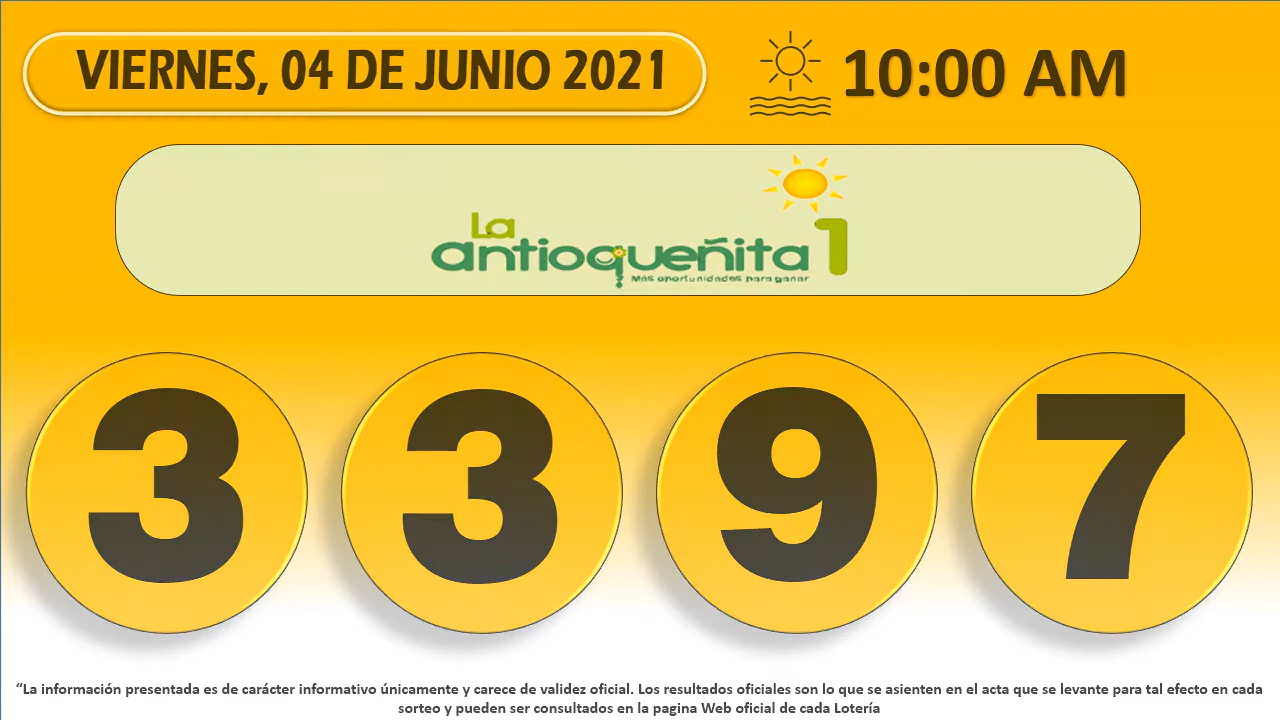 VIERNES, 04 DE JUNIO 2021
10:00 AM
La
antioqueñita 1
Más oportunidades para ganar
3 3 9 7
“La información presentada es de carácter informativo únicamente y carece de validez oficial. Los resultados oficiales son lo que se asienten en el acta que se levante para tal efecto en cada
sorteo y pueden ser consultados en la pagina Web oficial de cada Lotería